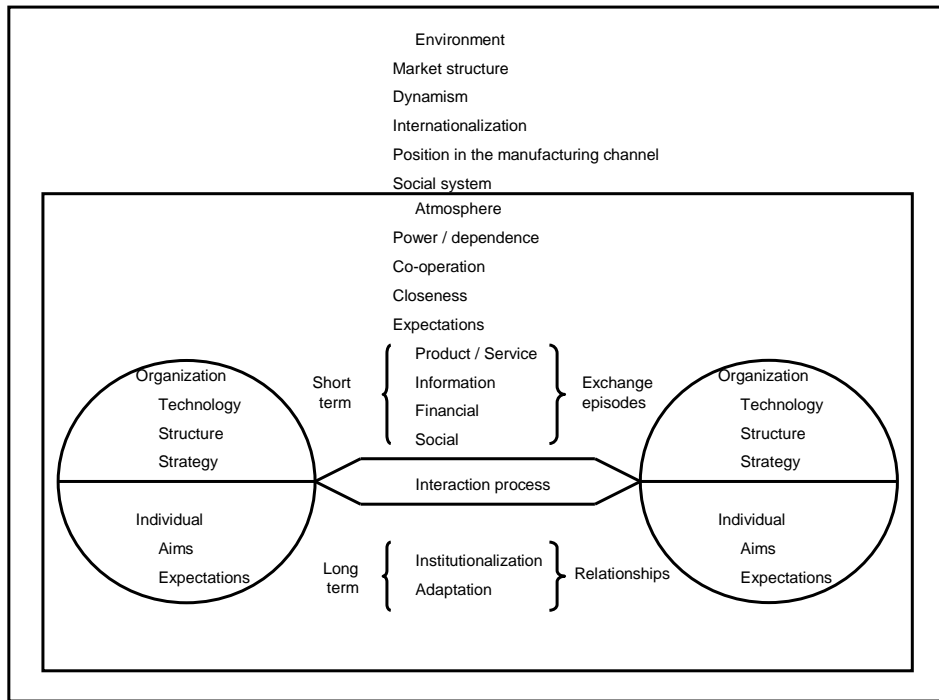 Environment
Market structure
Dynamism
Internationalization
Position in the manufacturing channel
Social system
Atmosphere
Power / dependence
Co-operation
Closeness
Expectations
Organization
Technology
Structure
Strategy
Individual
Aims
Expectations
Short
term
Product / Service
Information
Financial
Social
Exchange
episodes
Interaction process
Long
term
Institutionalization
Adaptation
Relationships
Organization
Technology
Structure
Strategy
Individual
Aims
Expectations